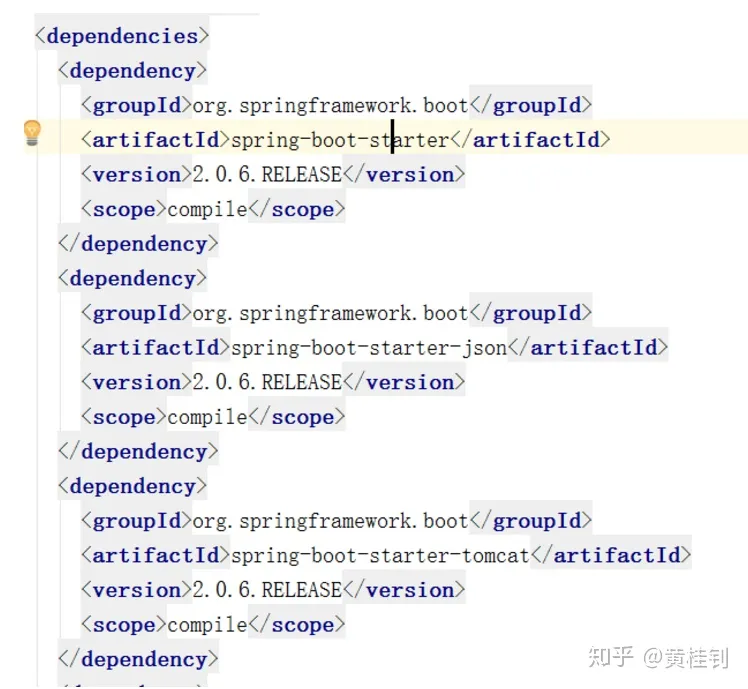 <dependencies>
<dependency>
<groupId>org.springframework.boot</groupId>
<artifactId>spring-boot-starter</artifactId>
<version>2.0.6.RELEASE</version>
<scope>compile</scope>
</dependency>
<dependency>
<groupId>org.springframework.boot</groupId>
<artifactId>spring-boot-starter-json</artifactId>
<version>2.0.6.RELEASE</version>
<scope>compile</scope>
</dependency>
<dependency>
<groupId>org.springframework.boot</groupId>
<artifactId>spring-boot-starter-tomcat</artifactId>
<version>2.0.6.RELEASE</version>
<scope>compile</scope>
</dependency>
知乎 @黄桂钊